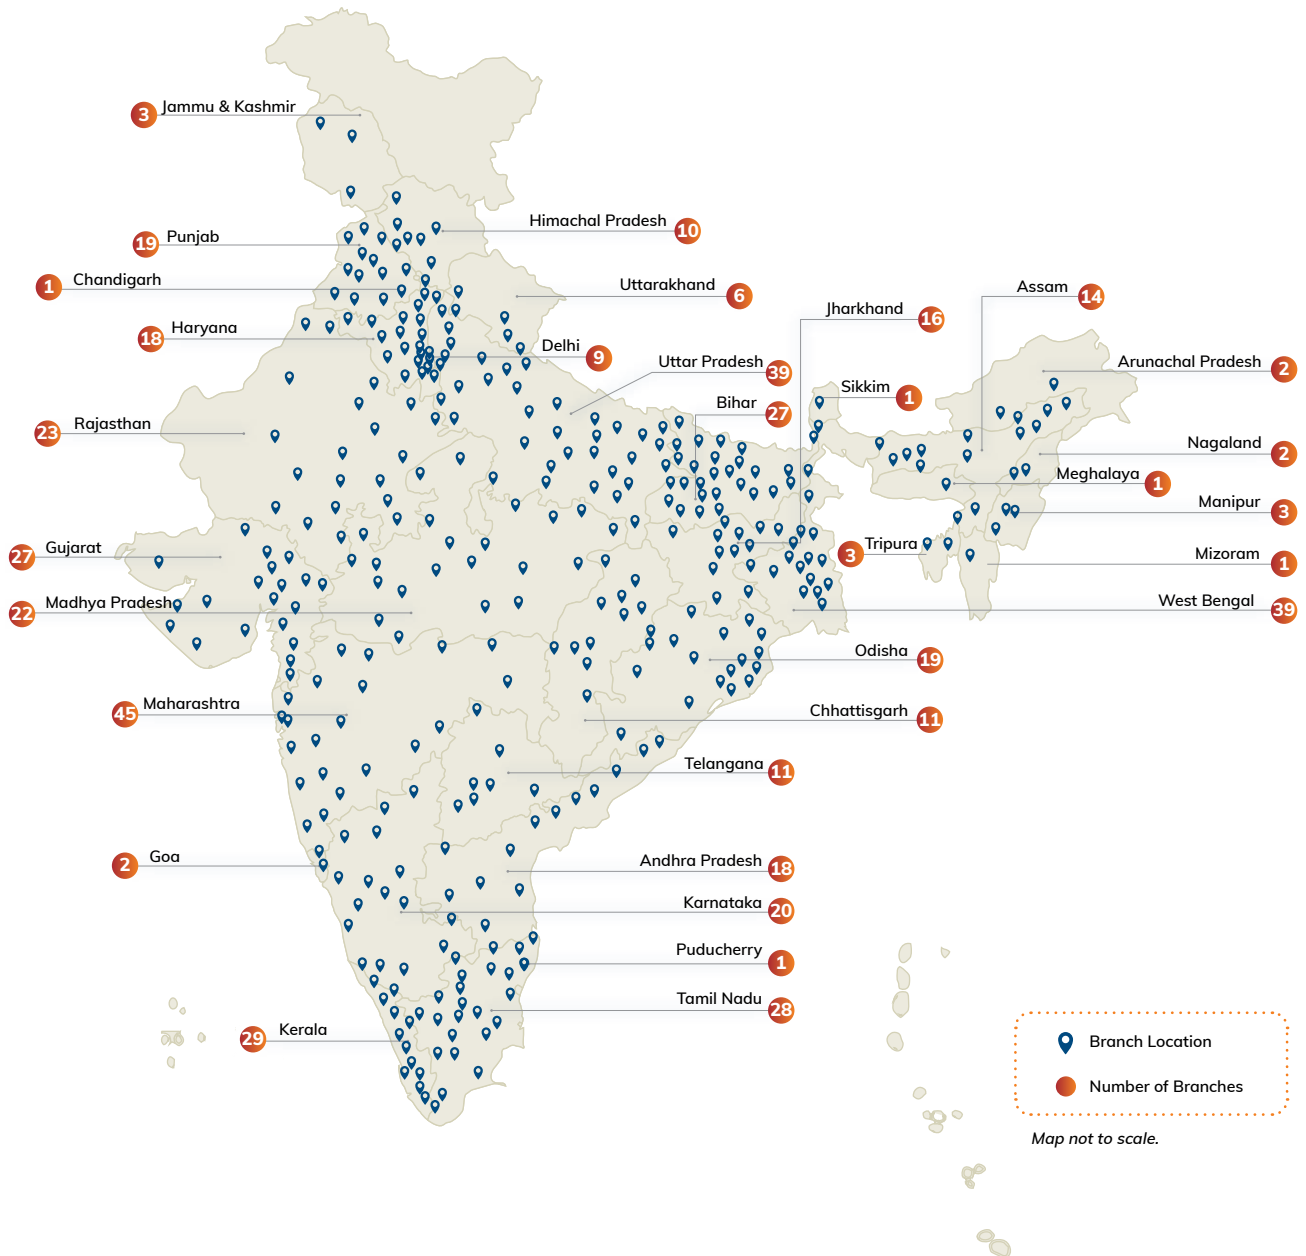 3 Jammu & Kashmir
Himachal Pradesh 10
19 Punjab
1 Chandigarh
Uttarakhand 6
Assam 14
Jharkhand 16
18 Haryana
Delhi 9
Uttar Pradesh 39
Arunachal Pradesh 2
Sikkim 1
Bihar 27
23 Rajasthan
Nagaland 2
Meghalaya 1
Manipur 3
27 Gujarat
3 Tripura
Mizoram 1
22 Madhya Pradesh
West Bengal 39
Odisha 19
45 Maharashtra
Chhattisgarh 11
Telangana 11
2 Goa
Andhra Pradesh 18
Karnataka 20
Puducherry 1
Tamil Nadu 28
29 Kerala
Branch Location
Number of Branches
Map not to scale.